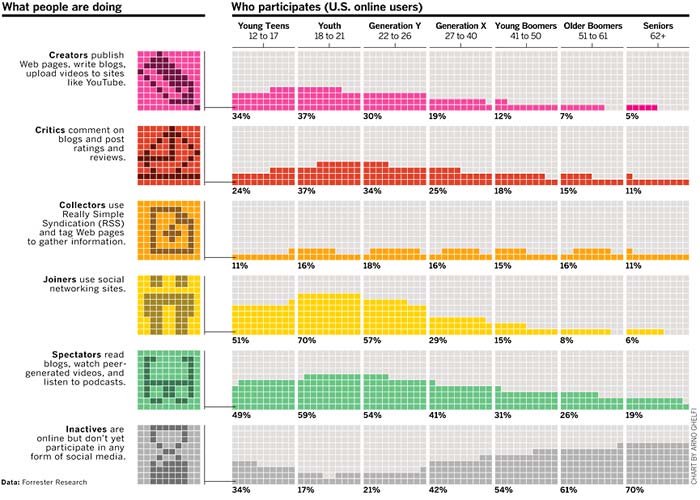 What people are doing
Who participates (U.S. online users)
Young Teens
12 to 17
Youth
18 to 21
Generation Y
22 to 26
Generation X
27 to 40
Young Boomers
41 to 50
Older Boomers
51 to 61
Seniors
62+
Creators publish
Web pages, write blogs,
upload videos to sites
like YouTube.
34% 37% 30% 19% 12% 7% 5%
Critics comment on
blogs and post
ratings and
reviews.
24% 37% 34% 25% 18% 15% 11%
Collectors use
Really Simple
Syndication (RSS)
and tag Web pages
to gather information.
11% 16% 18% 16% 15% 16% 11%
Joiners use social
networking sites.
51% 70% 57% 29% 15% 8% 6%
Spectators read
blogs, watch peer-
generated videos, and
listen to podcasts.
49% 59% 54% 41% 31% 26% 19%
Inactives are
online but don't yet
participate in any
form of social media.
34% 17% 21% 42% 54% 61% 70%
Data: Forrester Research
CHART BY ARNO GHELFI